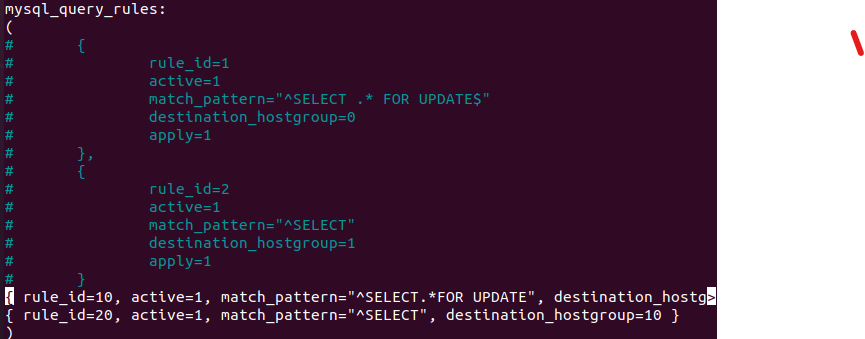 mysql_query_rules:
(
#       {
#               rule_id=1
#               active=1
#               match_pattern="^SELECT .* FOR UPDATE$"
#               destination_hostgroup=0
#               apply=1
#       },
#       {
#               rule_id=2
#               active=1
#               match_pattern="^SELECT"
#               destination_hostgroup=1
#               apply=1
#       }
{ rule_id=10, active=1, match_pattern="^SELECT.*FOR UPDATE", destination_hostg>
{ rule_id=20, active=1, match_pattern="^SELECT", destination_hostgroup=10 }
)